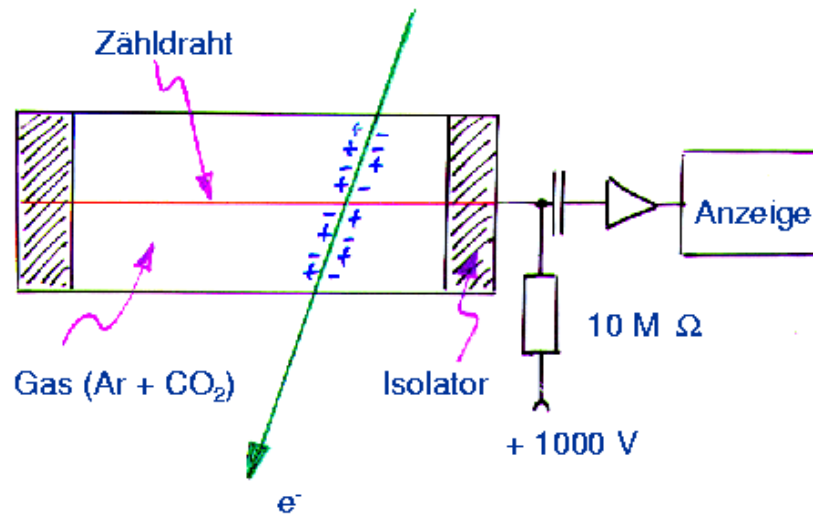 Zähldraht
Anzeige
10 M Ω
Gas (Ar + CO₂)
Isolator
+ 1000 V
e⁻